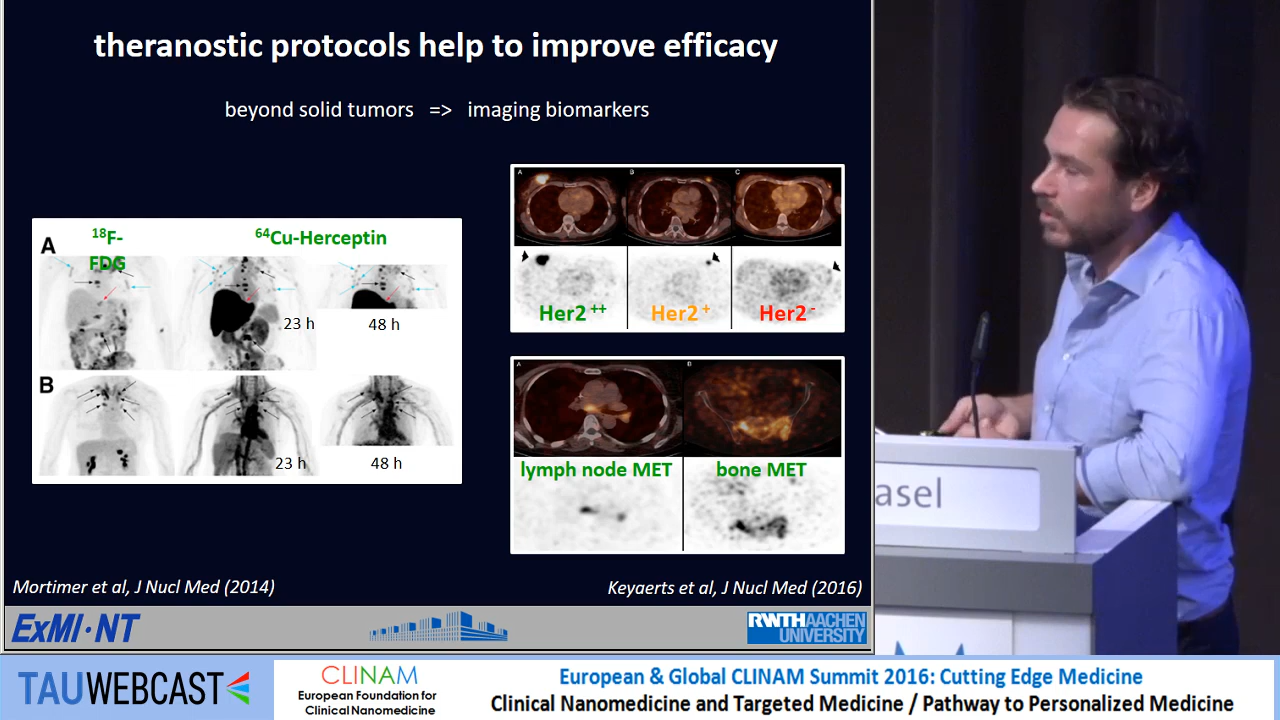 theranostic protocols help to improve efficacy
beyond solid tumors => imaging biomarkers
A
18F-
FDG
64Cu-Herceptin
23 h
48 h
B
23 h
48 h
A
B
C
Her2 ++
Her2 +
Her2 -
A
B
lymph node MET
bone MET
Mortimer et al, J Nucl Med (2014)
Keyaerts et al, J Nucl Med (2016)
ExMI·NT
RWTHAACHEN
UNIVERSITY
asel
TAUWEBCAST
CLINAM
European Foundation for
Clinical Nanomedicine
European & Global CLINAM Summit 2016: Cutting Edge Medicine
Clinical Nanomedicine and Targeted Medicine / Pathway to Personalized Medicine